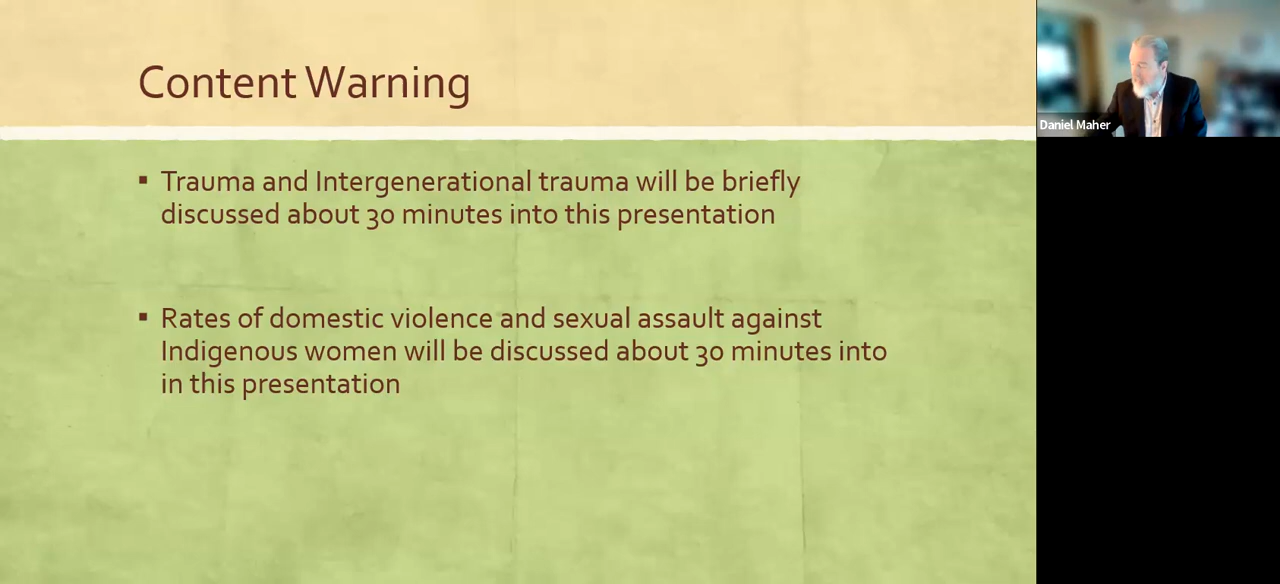 Content Warning
▪ Trauma and Intergenerational trauma will be briefly
discussed about 30 minutes into this presentation
▪ Rates of domestic violence and sexual assault against
Indigenous women will be discussed about 30 minutes into
in this presentation
Daniel Maher